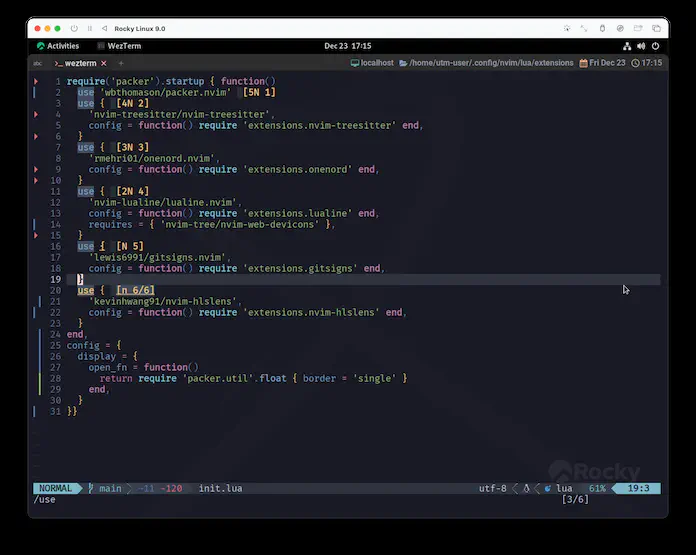 Rocky Linux 9.0
Activities WezTerm Dec 23 17:15
wezterm localhost /home/utm-user/.config/nvim/lua/extensions Fri Dec 23 17:15
1 require('packer').startup { function()
2 use 'wbthomason/packer.nvim' [5N 1]
3 use { [4N 2]
4 'nvim-treesitter/nvim-treesitter',
5 config = function() require 'extensions.nvim-treesitter' end,
6 }
7 use { [3N 3]
8 'rmehri01/onenord.nvim',
9 config = function() require 'extensions.onenord' end,
10 }
11 use { [2N 4]
12 'nvim-lualine/lualine.nvim',
13 config = function() require 'extensions.lualine' end,
14 requires = { 'nvim-tree/nvim-web-devicons' },
15 }
16 use { [N 5]
17 'lewis6991/gitsigns.nvim',
18 config = function() require 'extensions.gitsigns' end,
19 }
20 use { [n 6/6]
21 'kevinhwang91/nvim-hlslens',
22 config = function() require 'extensions.nvim-hlslens' end,
23 }
24 end,
25 config = {
26 display = {
27 open_fn = function()
28 return require 'packer.util'.float { border = 'single' }
29 end,
30 }
31 }}
Rocky
NORMAL main -11 -120 init.lua utf-8 lua 61% 19:3
/use [3/6]